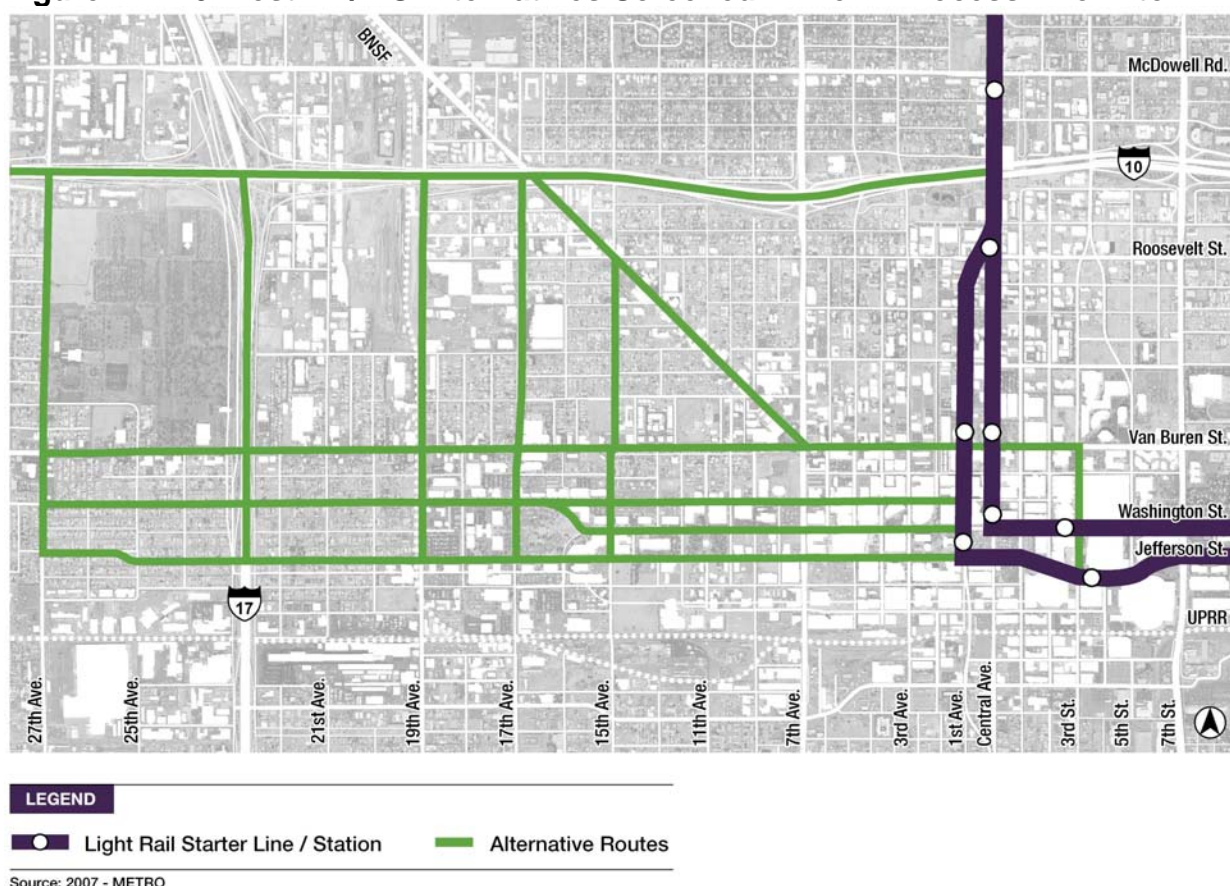 BNSF
McDowell Rd.
10
Roosevelt St.
Van Buren St.
Washington St.
Jefferson St.
17
UPRR
27th Ave.
25th Ave.
21st Ave.
19th Ave.
17th Ave.
15th Ave.
11th Ave.
7th Ave.
3rd Ave.
1st Ave.
Central Ave.
3rd St.
5th St.
7th St.
LEGEND
Light Rail Starter Line / Station
Alternative Routes
Source: 2007 - METRO